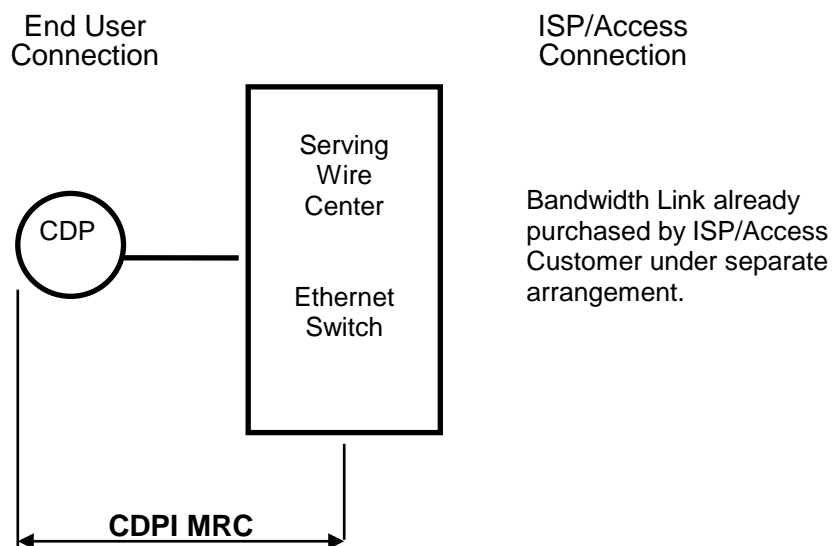 End User
Connection
ISP/Access
Connection
Serving
Wire
Center
CDP
Ethernet
Switch
Bandwidth Link already
purchased by ISP/Access
Customer under separate
arrangement.
CDPI MRC